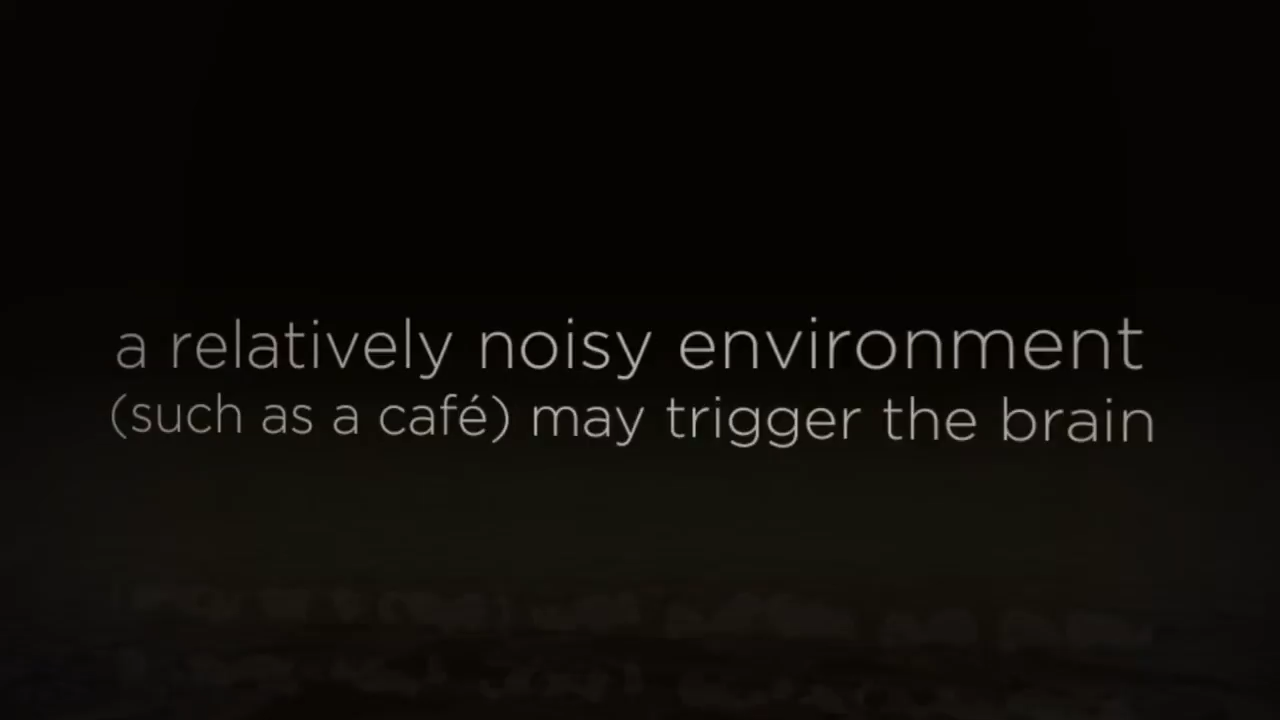 a relatively noisy environment
(such as a café) may trigger the brain